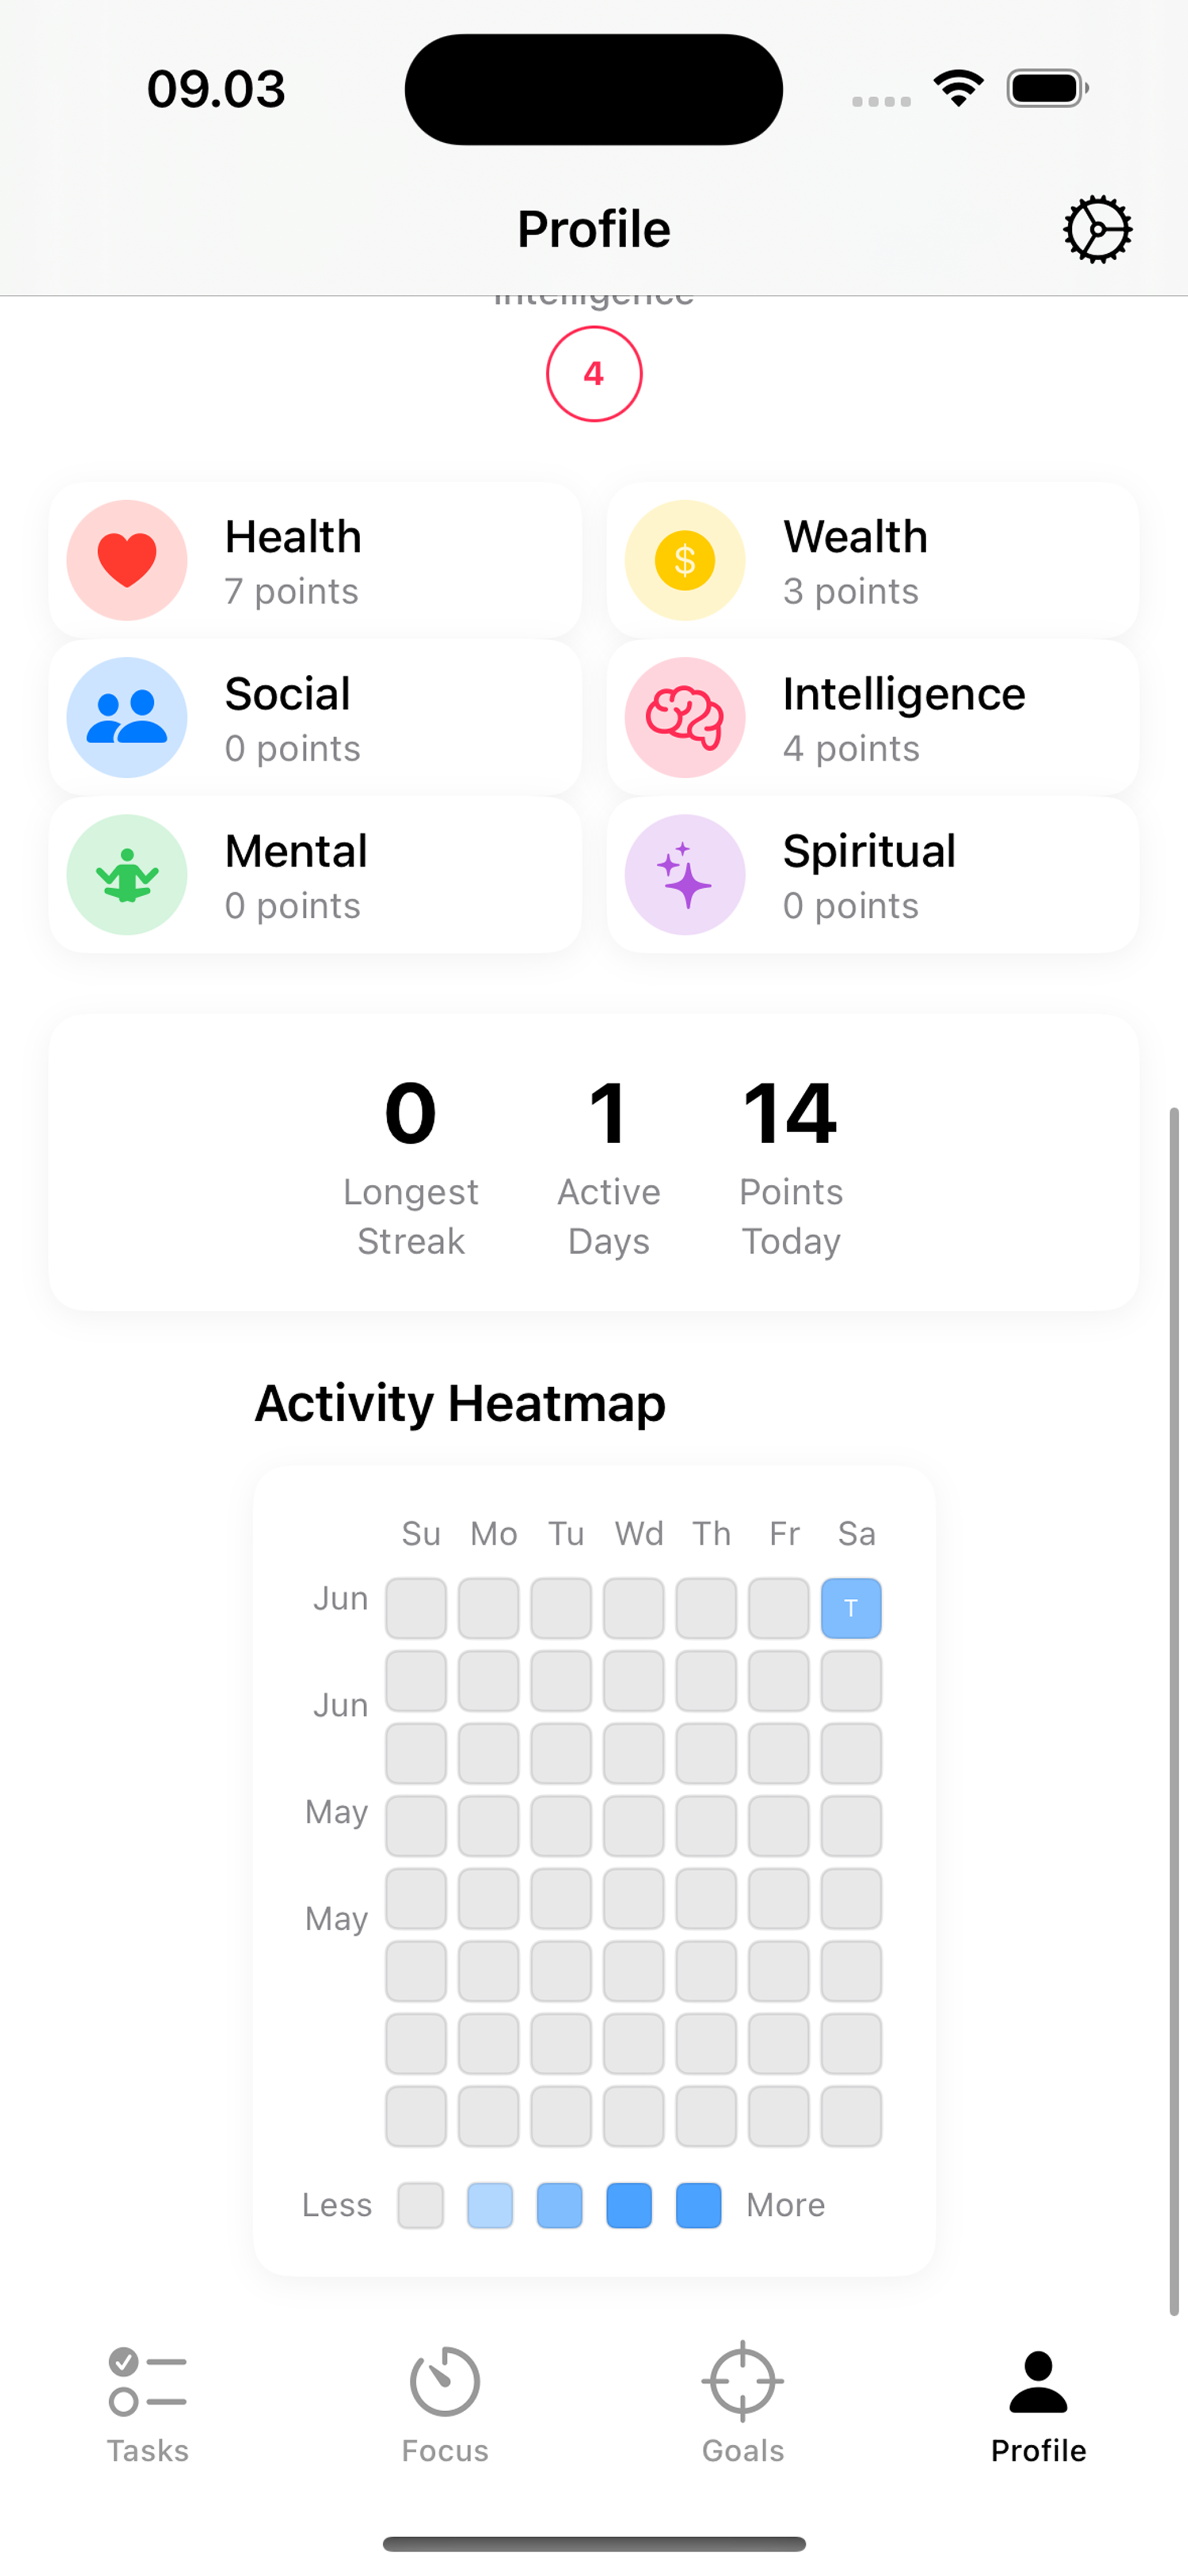 09.03
Profile
Intelligence
4
Health
7 points
Wealth
$
3 points
Social
0 points
Intelligence
4 points
Mental
0 points
Spiritual
0 points
0
1
14
Longest Streak
Active Days
Points Today
Activity Heatmap
Su Mo Tu Wd Th Fr Sa
Jun
T
Jun
May
May
Less
More
Tasks
Focus
Goals
Profile